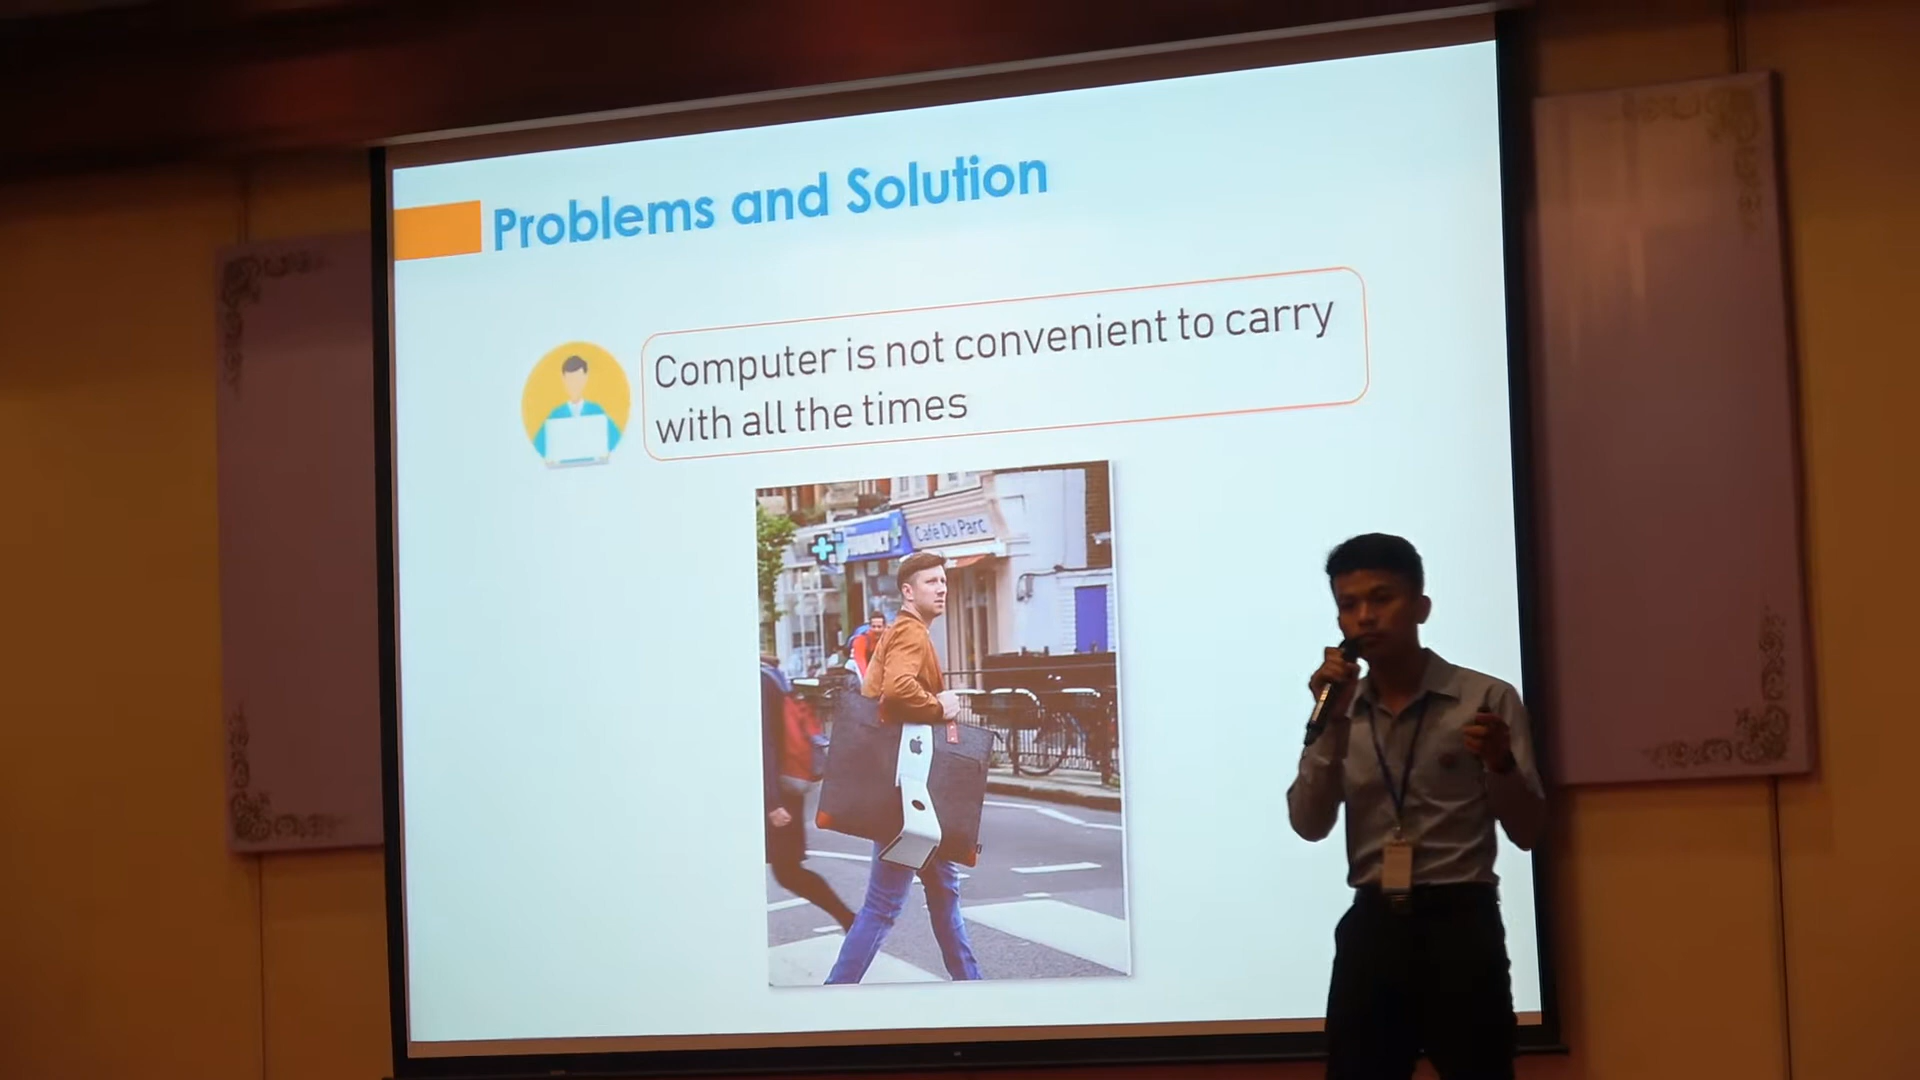 Problems and Solution
Computer is not convenient to carry
with all the times
Café Du Parc